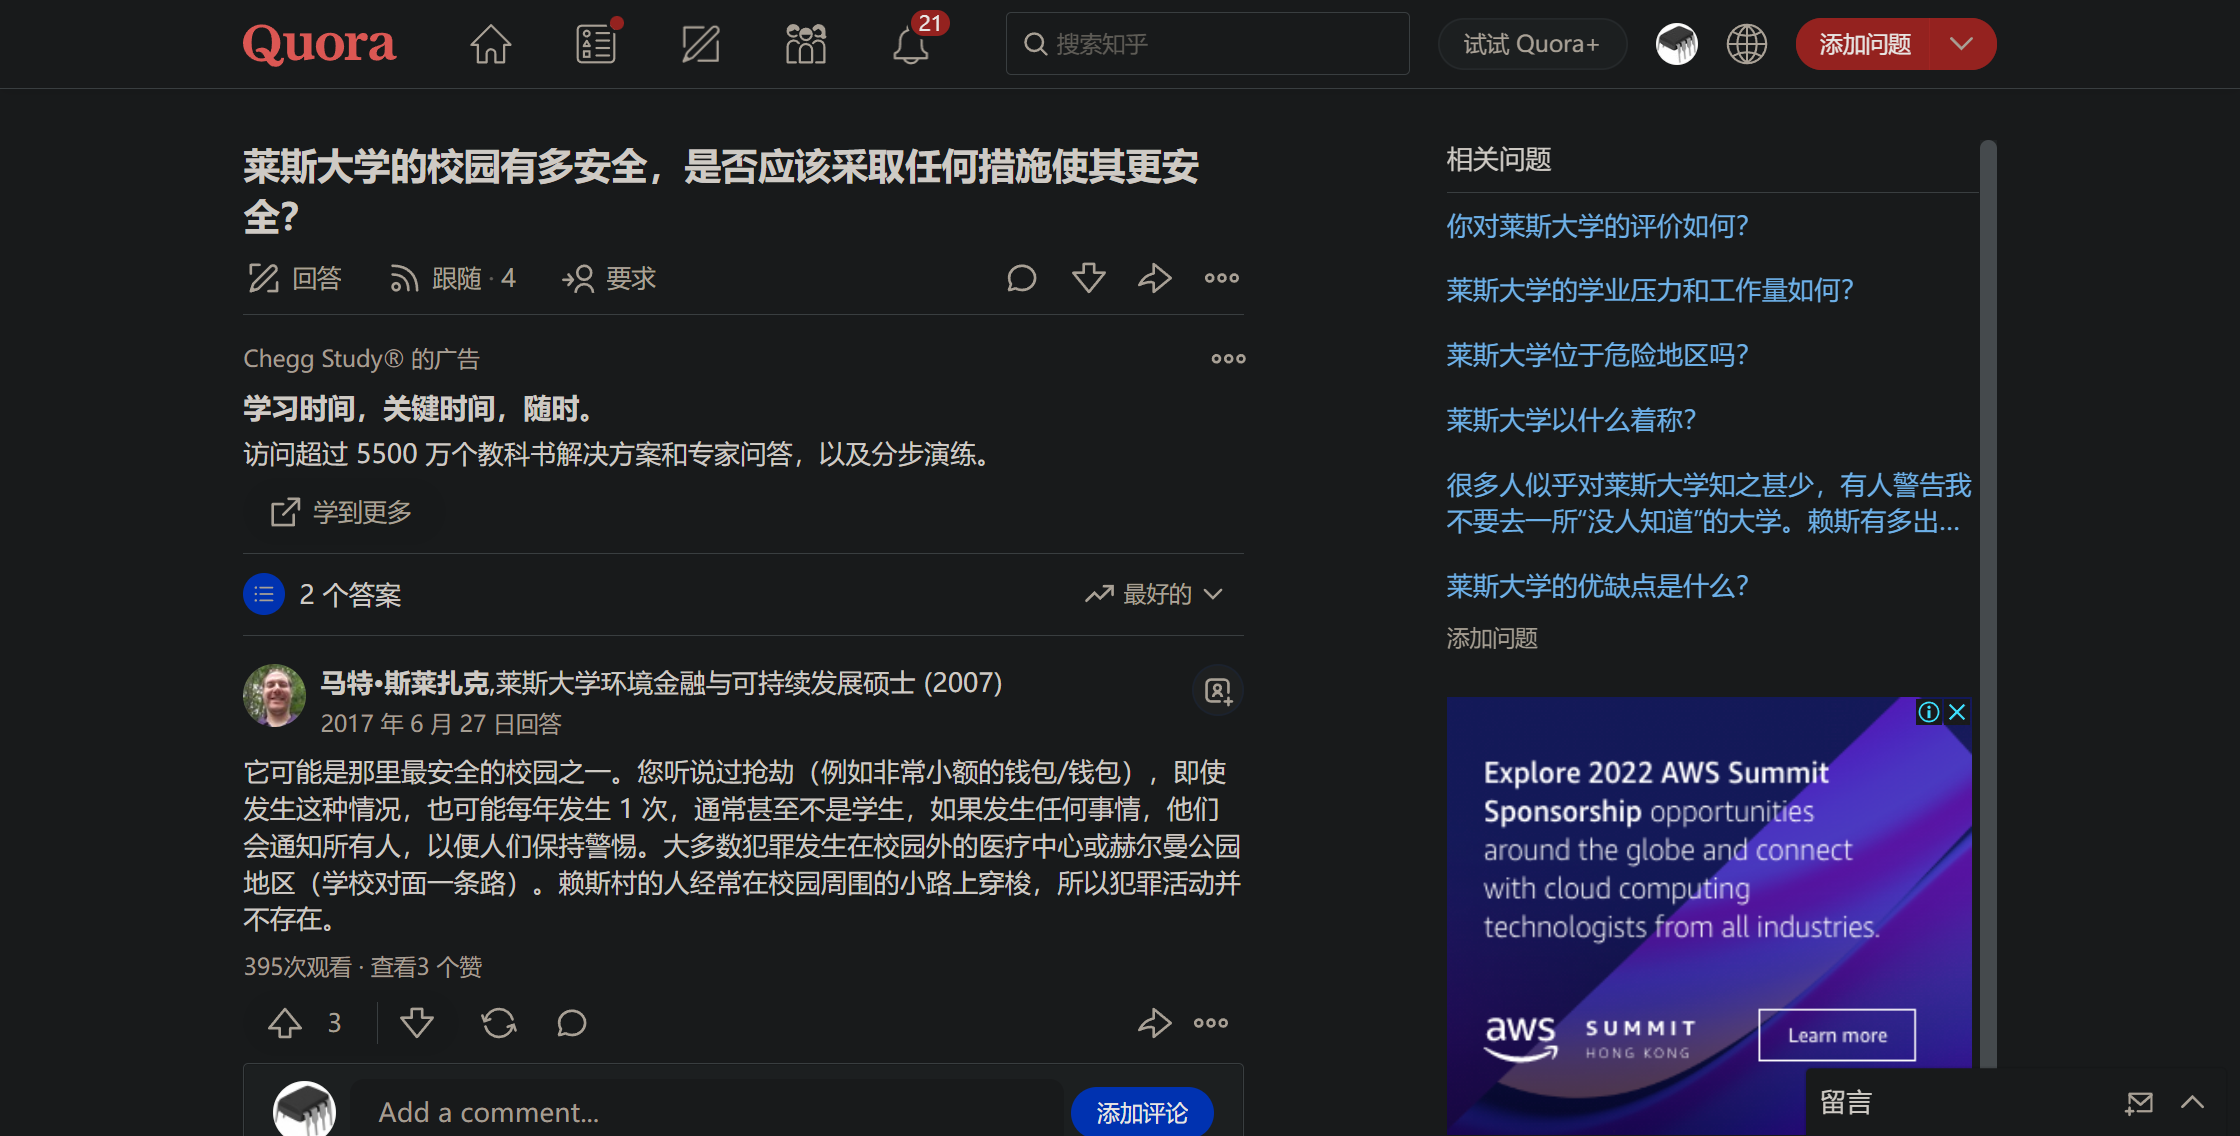 Quora
21
搜索知乎
试试 Quora+
添加问题
莱斯大学的校园有多安全，是否应该采取任何措施使其更安
全？
回答
跟随 · 4
要求
Chegg Study® 的广告
学习时间，关键时间，随时。
访问超过 5500 万个教科书解决方案和专家问答，以及分步演练。
学到更多
2 个答案
最好的
马特•斯莱扎克,莱斯大学环境金融与可持续发展硕士 (2007)
2017 年 6 月 27 日回答
它可能是那里最安全的校园之一。您听说过抢劫（例如非常小额的钱包/钱包），即使
发生这种情况，也可能每年发生 1 次，通常甚至不是学生，如果发生任何事情，他们
会通知所有人，以便人们保持警惕。大多数犯罪发生在校园外的医疗中心或赫尔曼公园
地区（学校对面一条路）。赖斯村的人经常在校园周围的小路上穿梭，所以犯罪活动并
不存在。
395次观看 · 查看3 个赞
3
Add a comment...
添加评论
相关问题
你对莱斯大学的评价如何？
莱斯大学的学业压力和工作量如何？
莱斯大学位于危险地区吗？
莱斯大学以什么着称？
很多人似乎对莱斯大学知之甚少，有人警告我
不要去一所“没人知道”的大学。赖斯有多出...
莱斯大学的优缺点是什么？
添加问题
Explore 2022 AWS Summit
Sponsorship opportunities
around the globe and connect
with cloud computing
technologists from all industries.
aws
SUMMIT
HONG KONG
Learn more
留言